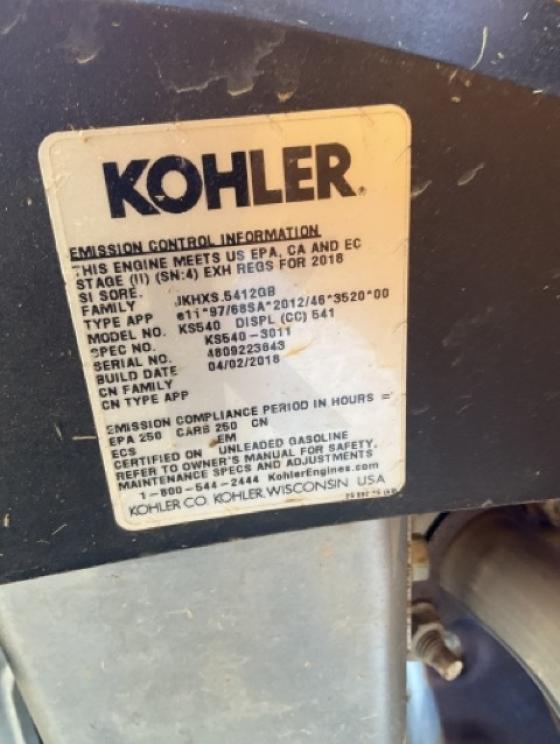 KOHLER.
EMISSION CONTROL INFORMATION
THIS ENGINE MEETS US EPA, CA AND EC
STAGE (II) (SN:4) EXH REGS FOR 2018
SI SORE.
FAMILY JKHXS.5412GB
TYPE APP e11*97/68SA*2012/46*3520*00
MODEL NO. KS540 DISPL (CC) 541
SPEC NO. KS540-3011
SERIAL NO. 4809223643
BUILD DATE 04/02/2018
CN FAMILY
CN TYPE APP
EMISSION COMPLIANCE PERIOD IN HOURS =
EPA 250 CARB 250 CN
ECS EM
CERTIFIED ON UNLEADED GASOLINE
REFER TO OWNER'S MANUAL FOR SAFETY,
MAINTENANCE SPECS AND ADJUSTMENTS
1-800-544-2444 KohlerEngines.com
KOHLER CO. KOHLER, WISCONSIN USA